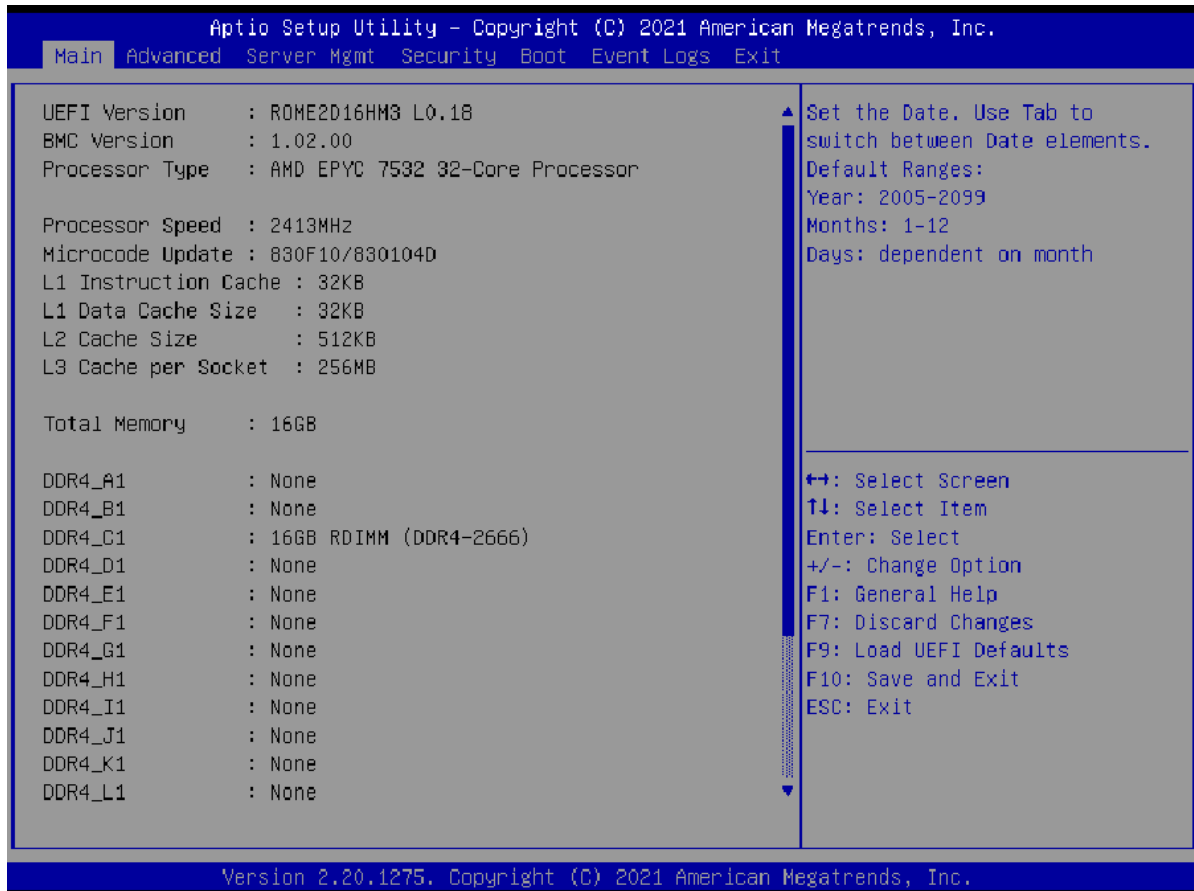 Aptio Setup Utility – Copyright (C) 2021 American Megatrends, Inc.
Main Advanced Server Mgmt Security Boot Event Logs Exit
UEFI Version : ROME2D16HM3 L0.18
BMC Version : 1.02.00
Processor Type : AMD EPYC 7532 32-Core Processor
Processor Speed : 2413MHz
Microcode Update : 830F10/830104D
L1 Instruction Cache : 32KB
L1 Data Cache Size : 32KB
L2 Cache Size : 512KB
L3 Cache per Socket : 256MB
Total Memory : 16GB
DDR4_A1 : None
DDR4_B1 : None
DDR4_C1 : 16GB RDIMM (DDR4-2666)
DDR4_D1 : None
DDR4_E1 : None
DDR4_F1 : None
DDR4_G1 : None
DDR4_H1 : None
DDR4_I1 : None
DDR4_J1 : None
DDR4_K1 : None
DDR4_L1 : None
Set the Date. Use Tab to
switch between Date elements.
Default Ranges:
Year: 2005-2099
Months: 1-12
Days: dependent on month
↔: Select Screen
↑↓: Select Item
Enter: Select
+/-: Change Option
F1: General Help
F7: Discard Changes
F9: Load UEFI Defaults
F10: Save and Exit
ESC: Exit
Version 2.20.1275. Copyright (C) 2021 American Megatrends, Inc.